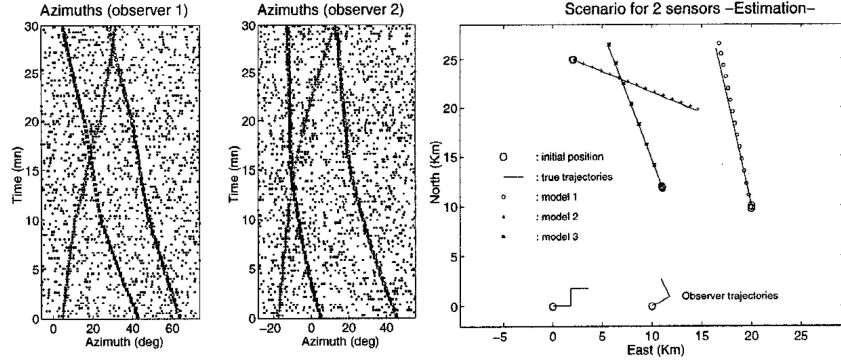 Azimuths (observer 1)
30
25
20
15
10
5
0
Time (mn)
0 20 40 60
Azimuth (deg)
Azimuths (observer 2)
30
25
20
15
10
5
0
Time (mn)
−20 0 20 40
Azimuth (deg)
Scenario for 2 sensors –Estimation–
25
20
15
10
5
0
North (Km)
: initial position
: true trajectories
: model 1
: model 2
: model 3
Observer trajectories
−5 0 5 10 15 20 25
East (Km)